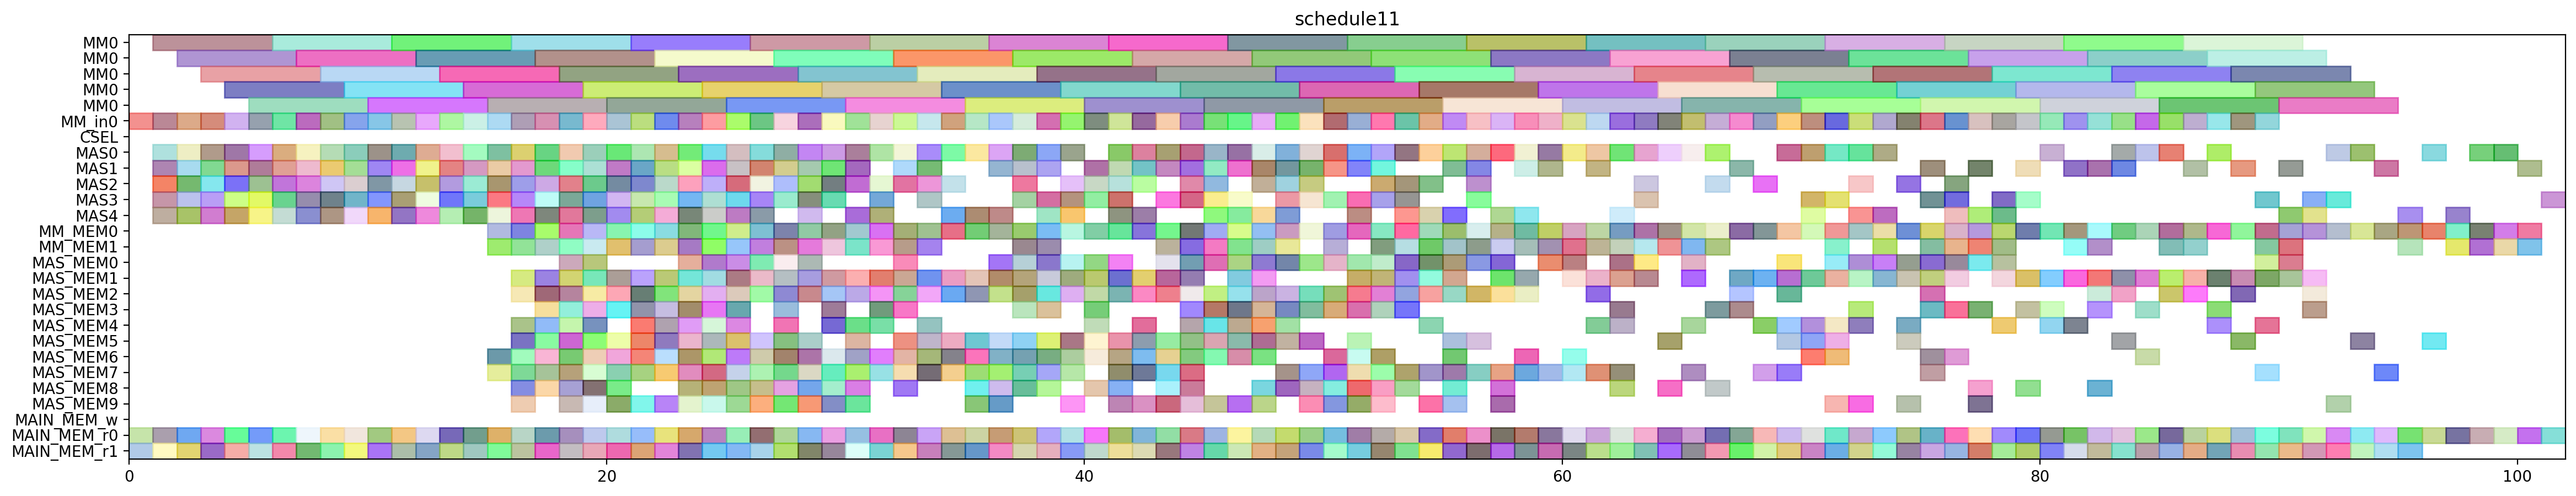 schedule11
MM0
MM0
MM0
MM0
MM0
MM_in0
CSEL
MAS0
MAS1
MAS2
MAS3
MAS4
MM_MEM0
MM_MEM1
MAS_MEM0
MAS_MEM1
MAS_MEM2
MAS_MEM3
MAS_MEM4
MAS_MEM5
MAS_MEM6
MAS_MEM7
MAS_MEM8
MAS_MEM9
MAIN_MEM_w
MAIN_MEM_r0
MAIN_MEM_r1
0 20 40 60 80 100